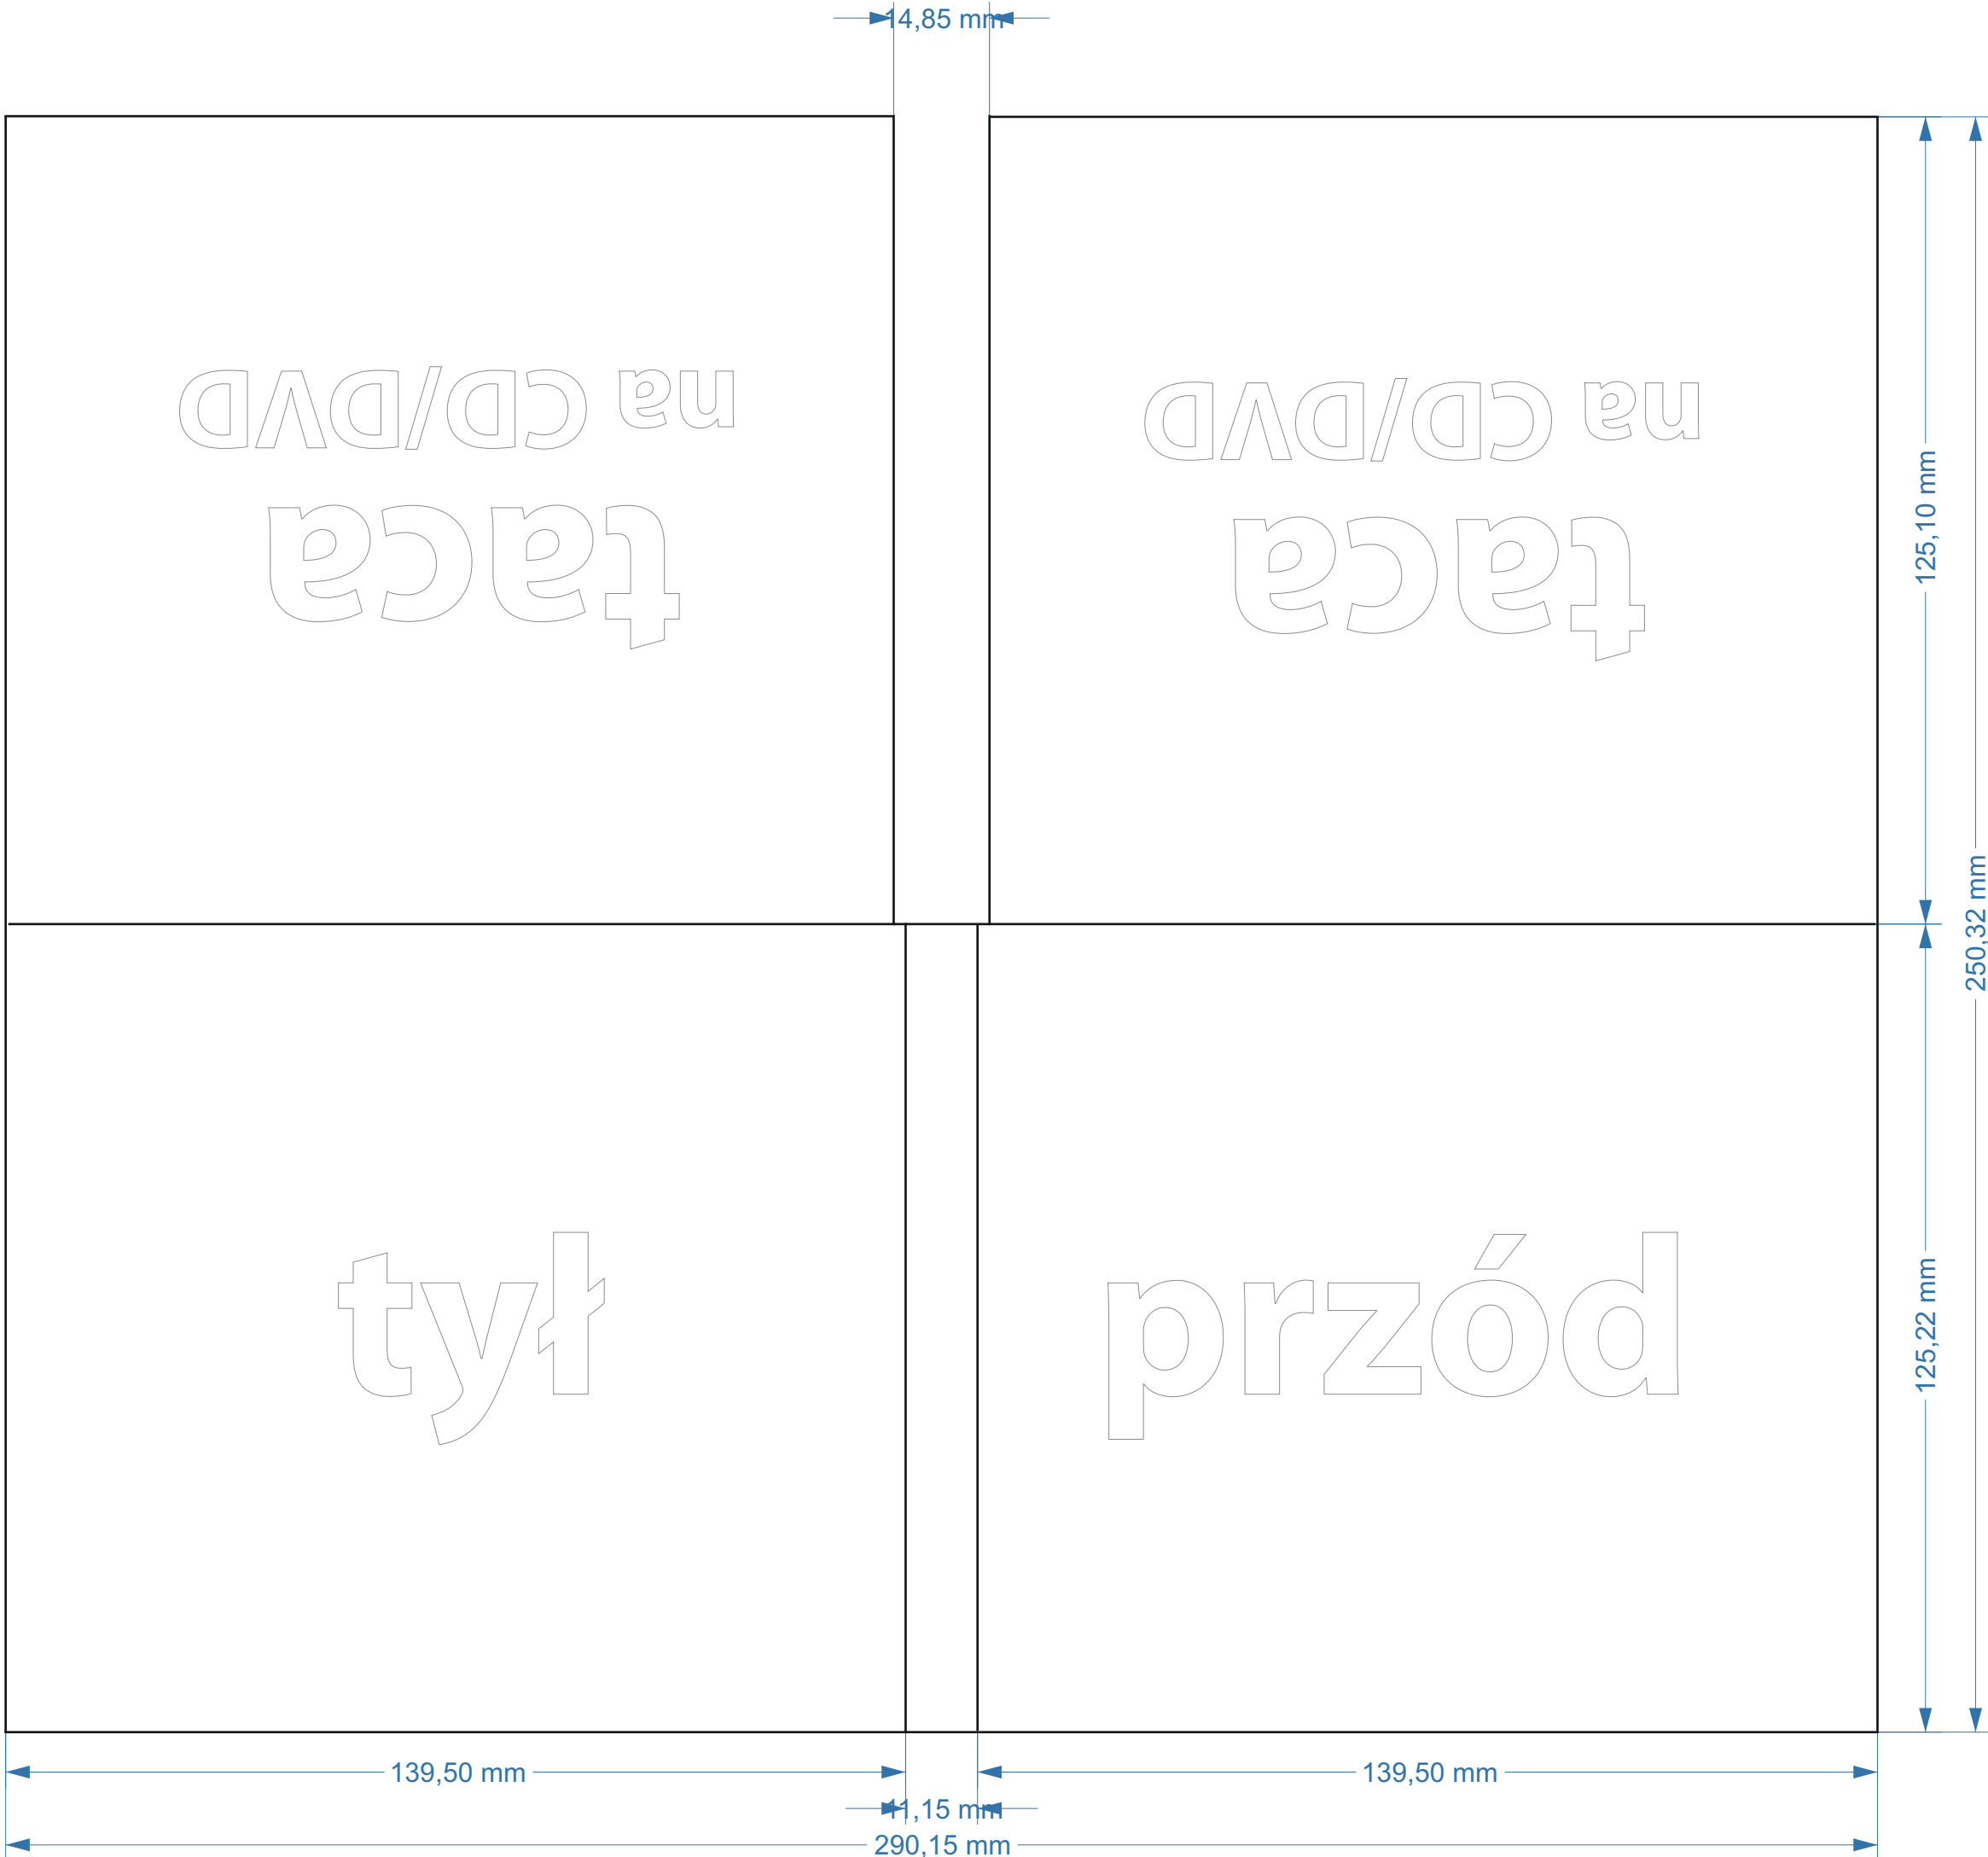 14,85 mm
taca
na CD/DVD
taca
na CD/DVD
125,10 mm
250,32 mm
tył
przód
125,22 mm
139,50 mm
139,50 mm
11,15 mm
290,15 mm